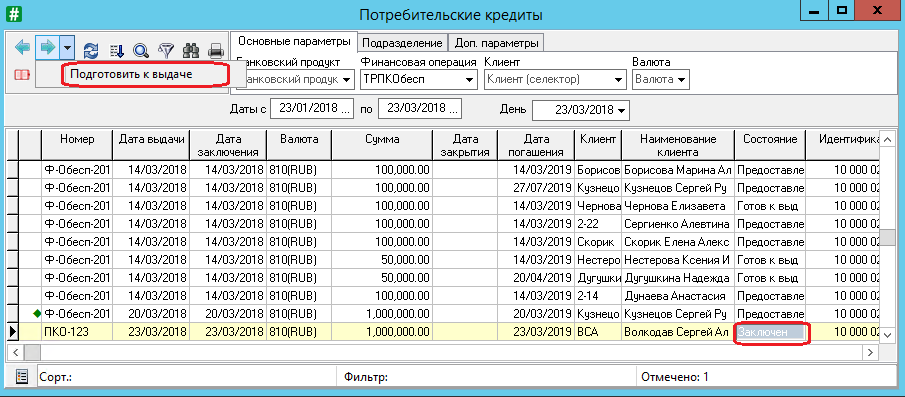 Потребительские кредиты
Основные параметры Подразделение Доп. параметры
Подготовить к выдаче
Банковский продукт Финансовая операция Клиент Валюта
Банковский продук ТРПКОбесп Клиент (селектор) Валюта
Даты с 23/01/2018 ... по 23/03/2018 ... День 23/03/2018
Номер Дата выдачи Дата заключения Валюта Сумма Дата закрытия Дата погашения Клиент Наименование клиента Состояние Идентифика
Ф-Обесп-201 14/03/2018 14/03/2018 810(RUB) 100,000.00 14/03/2019 Борисов Борисова Марина Ал Предоставле 10 000 02
Ф-Обесп-201 14/03/2018 14/03/2018 810(RUB) 100,000.00 27/07/2019 Кузнецо Кузнецов Сергей Ру Предоставле 10 000 02
Ф-Обесп-201 14/03/2018 14/03/2018 810(RUB) 100,000.00 14/03/2019 Чернова Чернова Елизавета Готов к выд 10 000 02
Ф-Обесп-201 14/03/2018 14/03/2018 810(RUB) 100,000.00 14/03/2019 2-22 Сергиенко Алевтина Предоставле 10 000 02
Ф-Обесп-201 14/03/2018 14/03/2018 810(RUB) 100,000.00 14/03/2019 Скорик Скорик Елена Алекс Предоставле 10 000 02
Ф-Обесп-201 14/03/2018 14/03/2018 810(RUB) 50,000.00 14/03/2019 Нестеро Нестерова Ксения И Готов к выд 10 000 02
Ф-Обесп-201 14/03/2018 14/03/2018 810(RUB) 50,000.00 20/04/2019 Дугушки Дугушкина Надежда Готов к выд 10 000 02
Ф-Обесп-201 14/03/2018 14/03/2018 810(RUB) 100,000.00 14/03/2019 2-14 Дунаева Анастасия Предоставле 10 000 02
Ф-Обесп-201 20/03/2018 20/03/2018 810(RUB) 1,000,000.00 20/03/2019 Кузнецо Кузнецов Сергей Ру Предоставле 10 000 02
ПКО-123 23/03/2018 23/03/2018 810(RUB) 1,000,000.00 23/03/2019 ВСА Волкодав Сергей Ал Заключен 10 000 02
Сорт.: Фильтр: Отмечено: 1